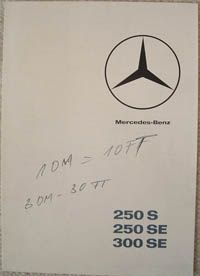 Mercedes-Benz
1 DM = 10 FF
3 DM - 30 FF
250 S
250 SE
300 SE